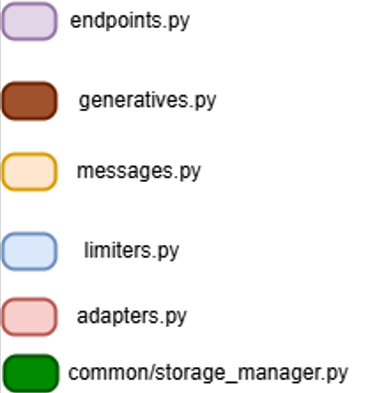 endpoints.py
generatives.py
messages.py
limiters.py
adapters.py
common/storage_manager.py